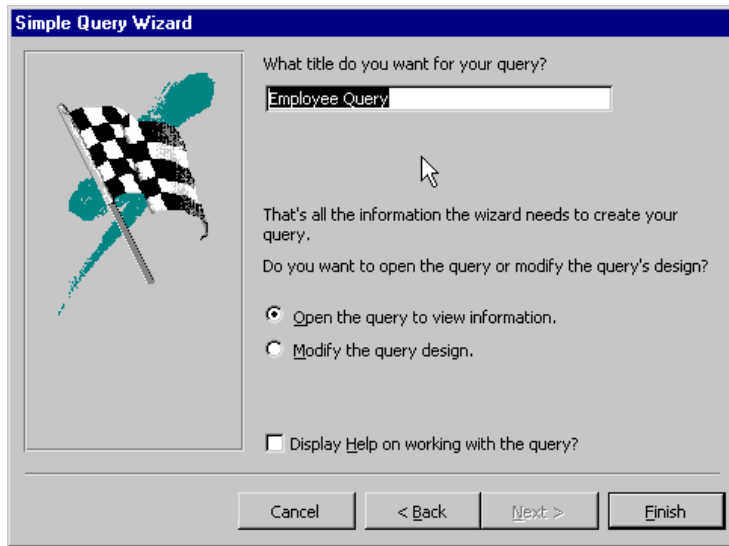 Simple Query Wizard
What title do you want for your query?
Employee Query
That's all the information the wizard needs to create your
query.
Do you want to open the query or modify the query's design?
Open the query to view information.
Modify the query design.
Display Help on working with the query?
Cancel
< Back
Next >
Finish